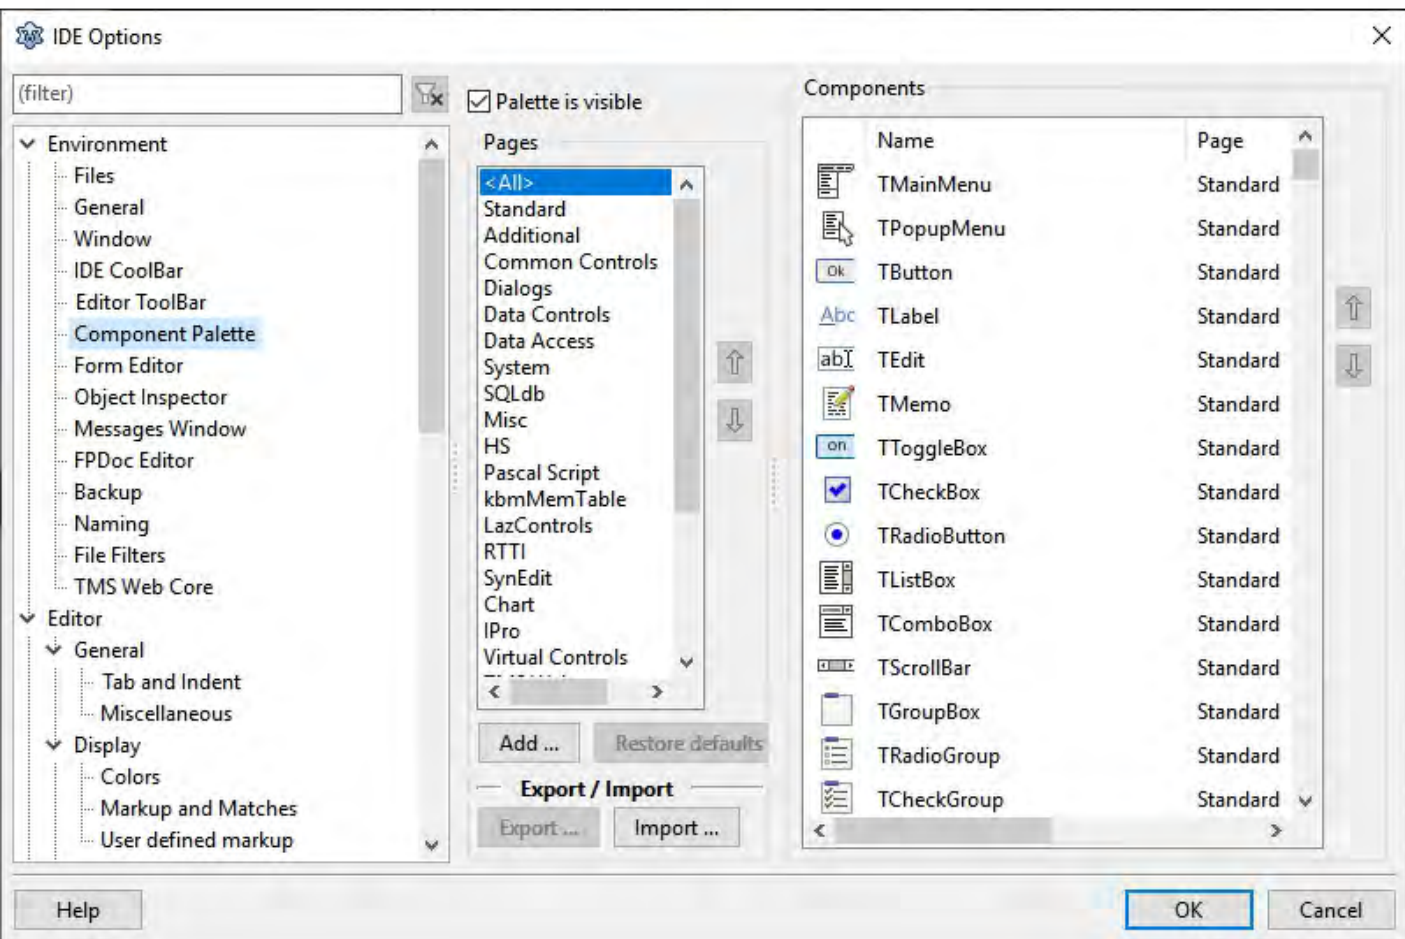 IDE Options
(filter)
Environment
Files
General
Window
IDE CoolBar
Editor ToolBar
Component Palette
Form Editor
Object Inspector
Messages Window
FPDoc Editor
Backup
Naming
File Filters
TMS Web Core
Editor
General
Tab and Indent
Miscellaneous
Display
Colors
Markup and Matches
User defined markup
Palette is visible
Pages
<All>
Standard
Additional
Common Controls
Dialogs
Data Controls
Data Access
System
SQLdb
Misc
HS
Pascal Script
kbmMemTable
LazControls
RTTI
SynEdit
Chart
IPro
Virtual Controls
Add ...
Restore defaults
Export / Import
Export ...
Import ...
Components
Name Page
TMainMenu Standard
TPopupMenu Standard
Ok TButton Standard
Abc TLabel Standard
abI TEdit Standard
TMemo Standard
on TToggleBox Standard
TCheckBox Standard
TRadioButton Standard
TListBox Standard
TComboBox Standard
TScrollBar Standard
TGroupBox Standard
TRadioGroup Standard
TCheckGroup Standard
Help
OK
Cancel